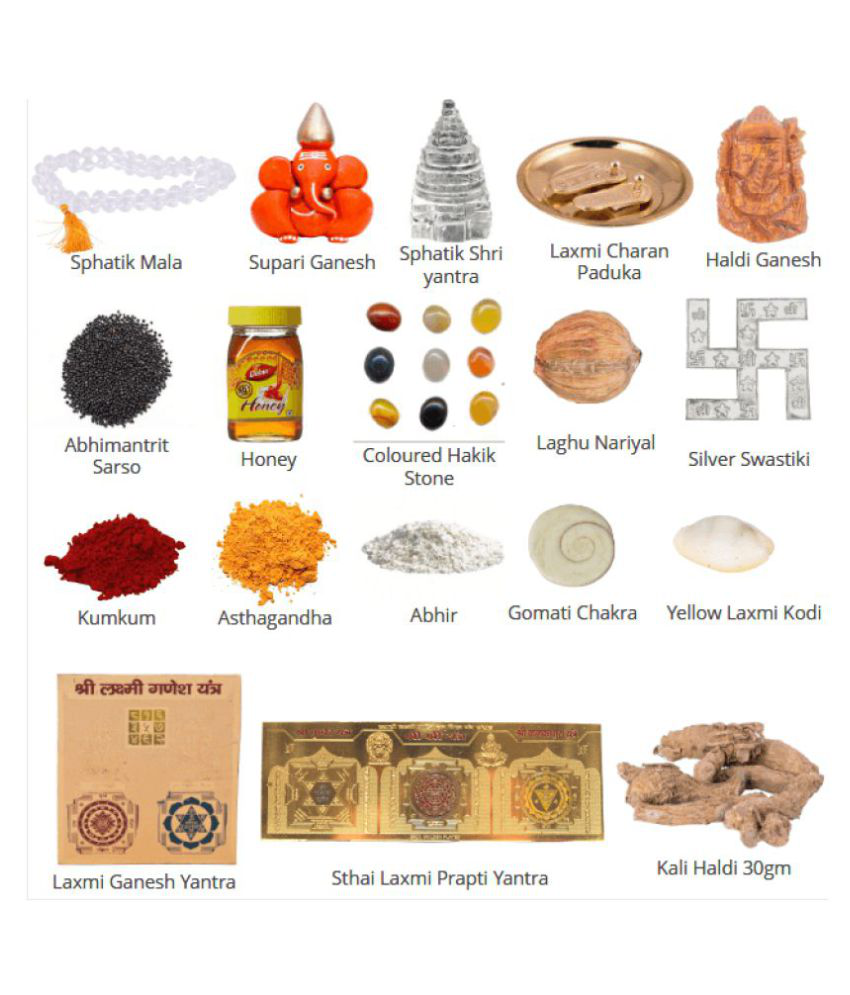 Sphatik Mala
Supari Ganesh
Sphatik Shri
yantra
Laxmi Charan
Paduka
Haldi Ganesh
Abhimantrit
Sarso
Dabur
Honey
Honey
Coloured Hakik
Stone
Laghu Nariyal
Silver Swastiki
Kumkum
Asthagandha
Abhir
Gomati Chakra
Yellow Laxmi Kodi
श्री लक्ष्मी गणेश यंत्र
Laxmi Ganesh Yantra
श्री श्री यंत्र
Sthai Laxmi Prapti Yantra
Kali Haldi 30gm